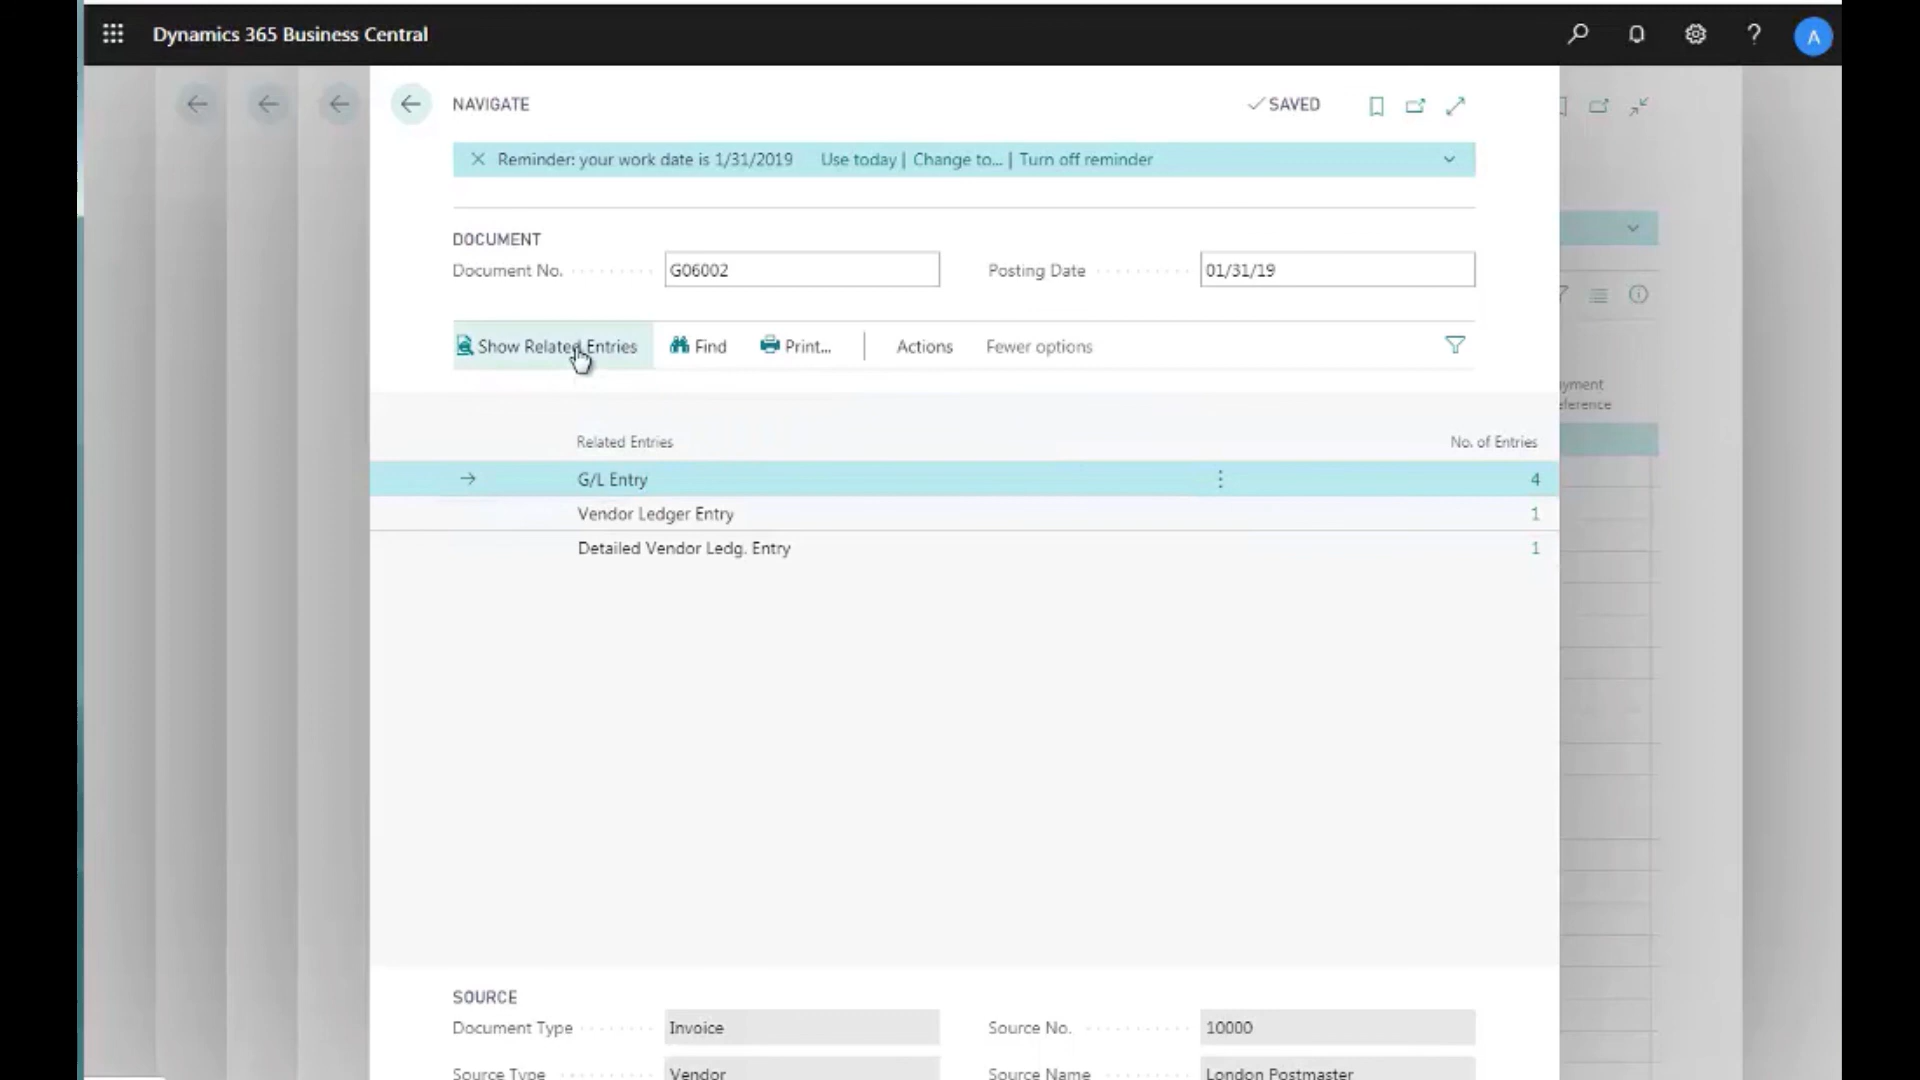 Dynamics 365 Business Central
A
NAVIGATE
SAVED
Reminder: your work date is 1/31/2019 Use today | Change to... | Turn off reminder
DOCUMENT
Document No. G06002 Posting Date 01/31/19
Show Related Entries Find Print... Actions Fewer options
Related Entries No. of Entries
G/L Entry 4
Vendor Ledger Entry 1
Detailed Vendor Ledg. Entry 1
SOURCE
Document Type Invoice Source No. 10000
Source Type Vendor Source Name London Postmaster